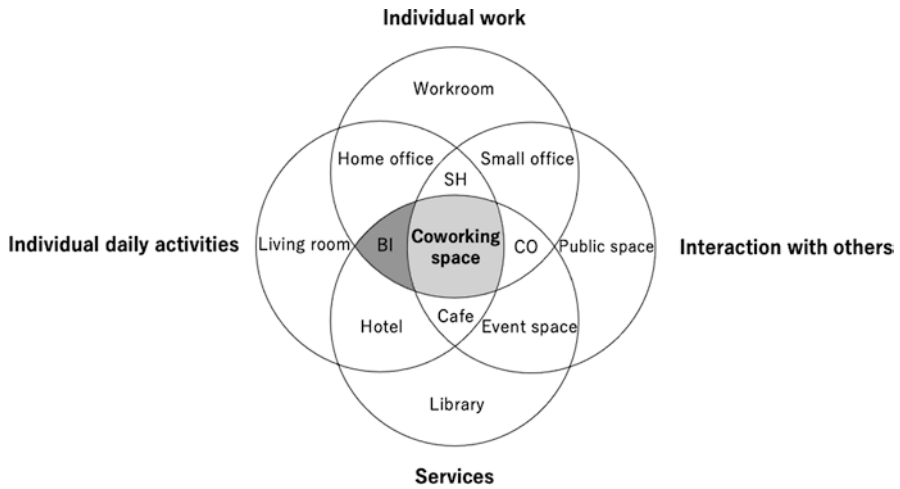 Individual work
Workroom
Home office
Small office
SH
Individual daily activities
Living room
BI
Coworking
space
CO
Public space
Interaction with others
Hotel
Cafe
Event space
Library
Services